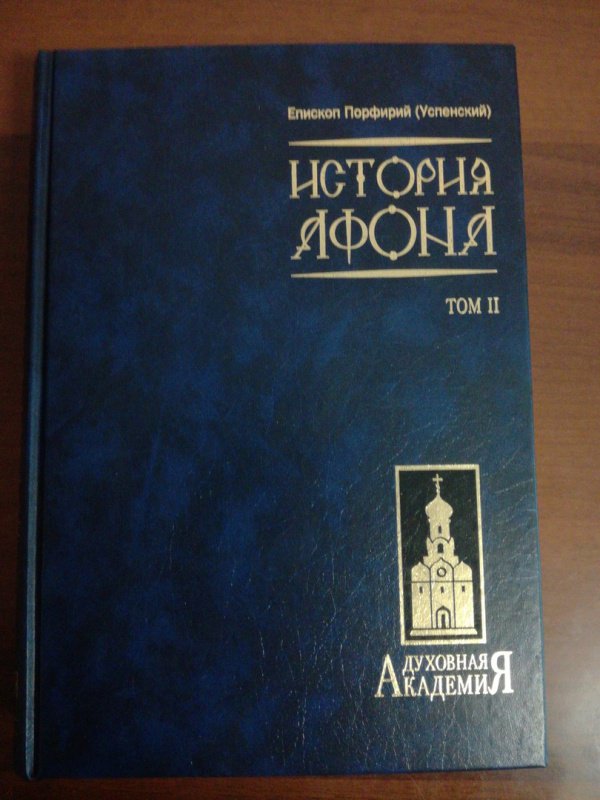 Епископ Порфирий (Успенский)
ИСТОРИЯ
АФОНА
ТОМ II
ДУХОВНАЯ
АКАДЕМИЯ